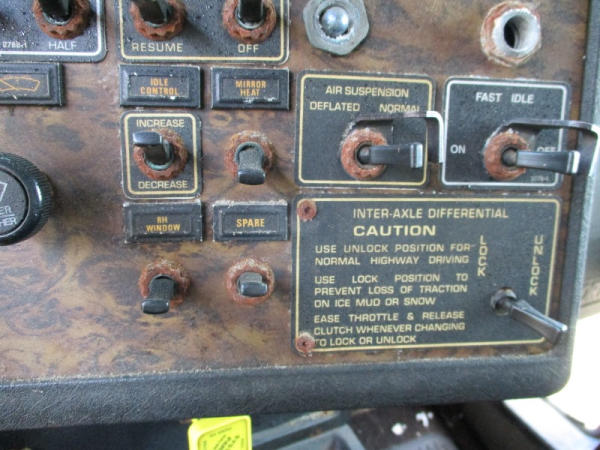 HALF
RESUME
OFF
IDLE
CONTROL
MIRROR
HEAT
INCREASE
DECREASE
AIR SUSPENSION
DEFLATED NORMAL
FAST IDLE
ON
OFF
RH
WINDOW
SPARE
INTER-AXLE DIFFERENTIAL
CAUTION
USE UNLOCK POSITION FOR
NORMAL HIGHWAY DRIVING
USE LOCK POSITION TO
PREVENT LOSS OF TRACTION
ON ICE MUD OR SNOW
EASE THROTTLE & RELEASE
CLUTCH WHENEVER CHANGING
TO LOCK OR UNLOCK
LOCK
UNLOCK